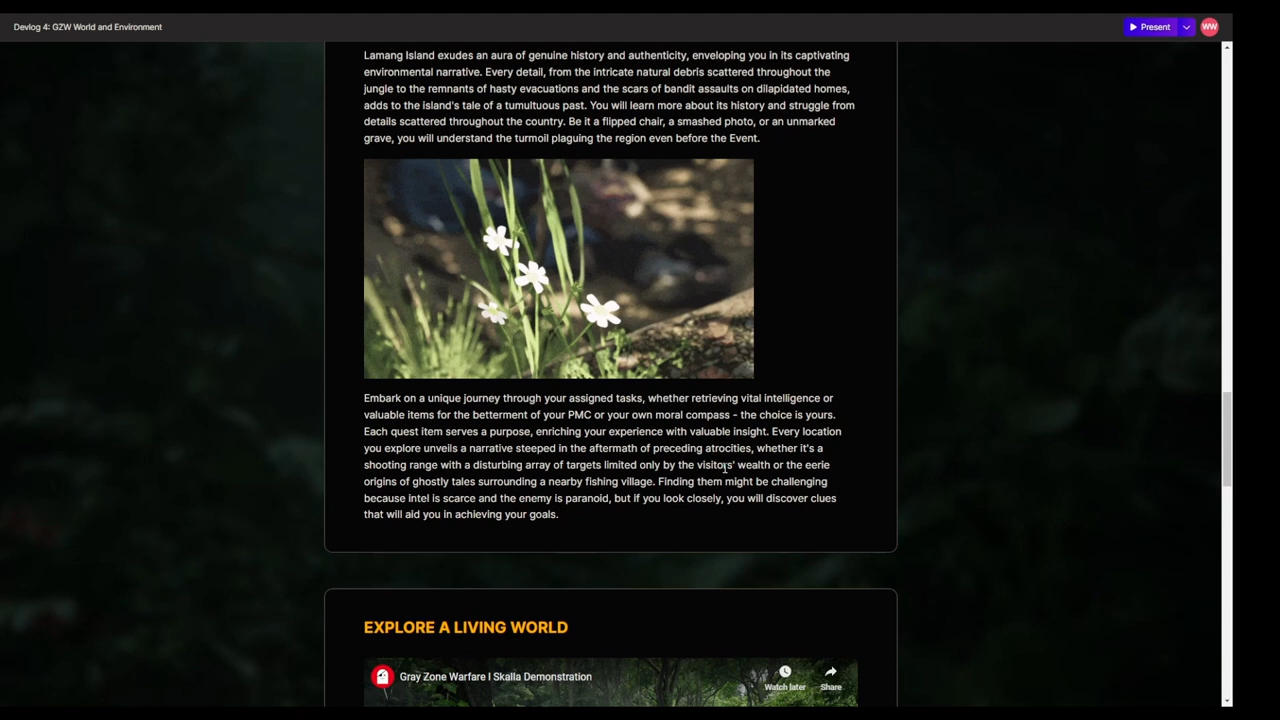 Devlog 4: GZW World and Environment
Present
WW
Lamang Island exudes an aura of genuine history and authenticity, enveloping you in its captivating
environmental narrative. Every detail, from the intricate natural debris scattered throughout the
jungle to the remnants of hasty evacuations and the scars of bandit assaults on dilapidated homes,
adds to the island's tale of a tumultuous past. You will learn more about its history and struggle from
details scattered throughout the country. Be it a flipped chair, a smashed photo, or an unmarked
grave, you will understand the turmoil plaguing the region even before the Event.
Embark on a unique journey through your assigned tasks, whether retrieving vital intelligence or
valuable items for the betterment of your PMC or your own moral compass - the choice is yours.
Each quest item serves a purpose, enriching your experience with valuable insight. Every location
you explore unveils a narrative steeped in the aftermath of preceding atrocities, whether it's a
shooting range with a disturbing array of targets limited only by the visitors' wealth or the eerie
origins of ghostly tales surrounding a nearby fishing village. Finding them might be challenging
because intel is scarce and the enemy is paranoid, but if you look closely, you will discover clues
that will aid you in achieving your goals.
EXPLORE A LIVING WORLD
Gray Zone Warfare I Skalla Demonstration
Watch later
Share